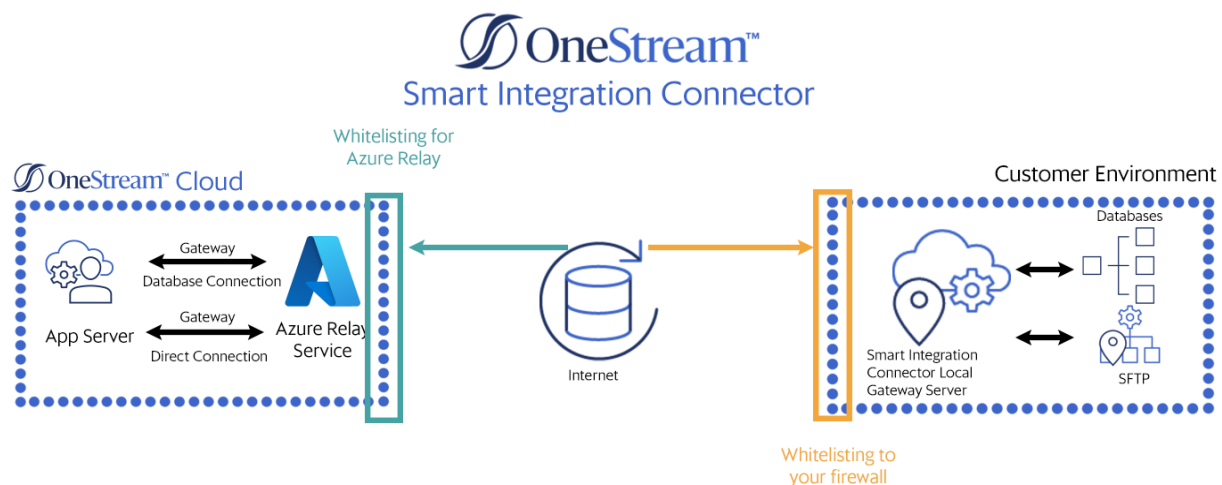 OneStream™
Smart Integration Connector
Whitelisting for
Azure Relay
OneStream™ Cloud
Customer Environment
Gateway
Database Connection
App Server
Gateway
Direct Connection
Azure Relay
Service
Internet
Databases
Smart Integration
Connector Local
Gateway Server
SFTP
Whitelisting to
your firewall